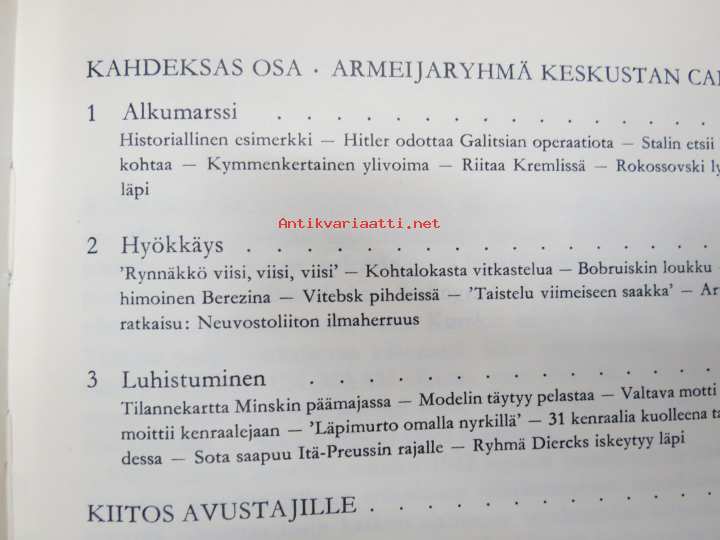 KAHDEKSAS OSA · ARMEIJARYHMÄ KESKUSTAN
1 Alkumarssi . . . . . . . . . . .
Historiallinen esimerkki — Hitler odottaa Galitsian operaatiota — Stalin etsii
kohtaa — Kymmenkertainen ylivoima — Riitaa Kremlissä — Rokossovski
läpi
Antikvariaatti.net
2 Hyökkäys . . . . . . . . . . . .
'Rynnäkkö viisi, viisi, viisi' — Kohtalokasta vitkastelua — Bobruiskin loukku —
himoinen Berezina — Vitebsk pihdeissä — 'Taistelu viimeiseen saakka' —
ratkaisu: Neuvostoliiton ilmaherruus
3 Luhistuminen . . . . . . . . . . .
Tilannekartta Minskin päämajassa — Modelin täytyy pelastaa — Valtava motti
moittii kenraalejaan — 'Läpimurto omalla nyrkillä' — 31 kenraalia kuolleena
dessa — Sota saapuu Itä-Preussin rajalle — Ryhmä Diercks iskeytyy läpi
KIITOS AVUSTAJILLE . . . . . . . . .